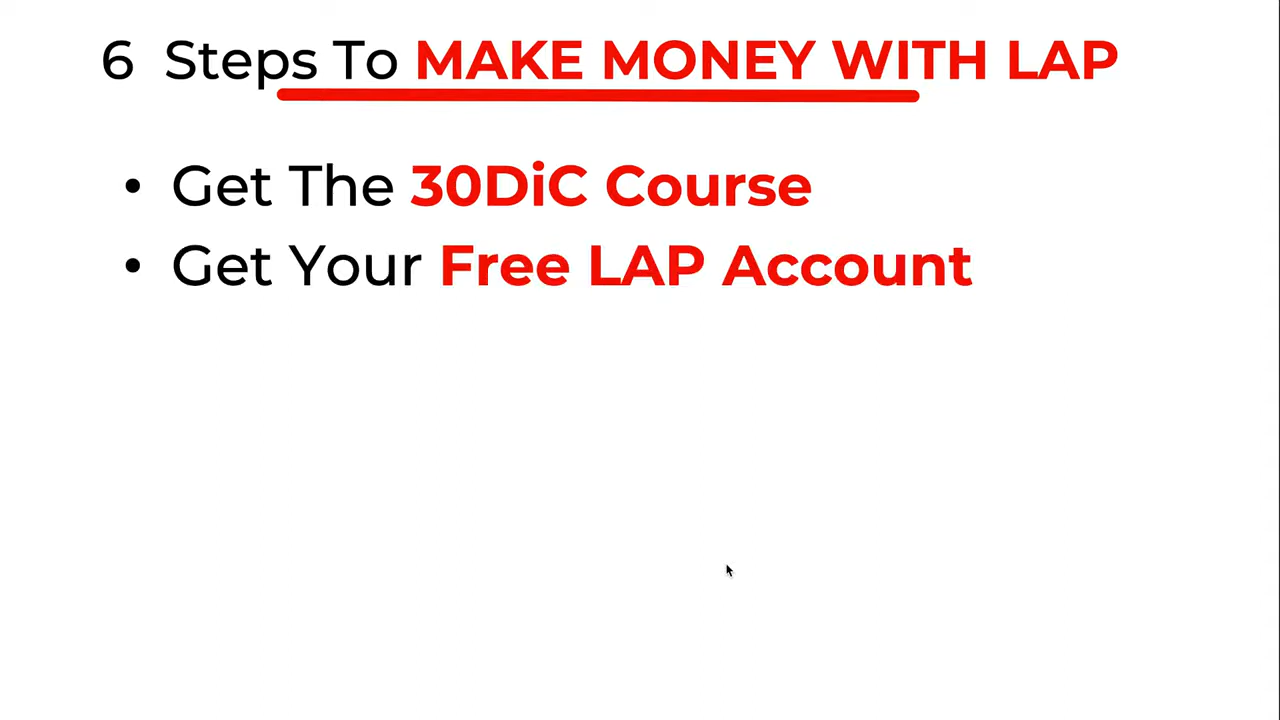 6 Steps To MAKE MONEY WITH LAP
• Get The 30DiC Course
• Get Your Free LAP Account